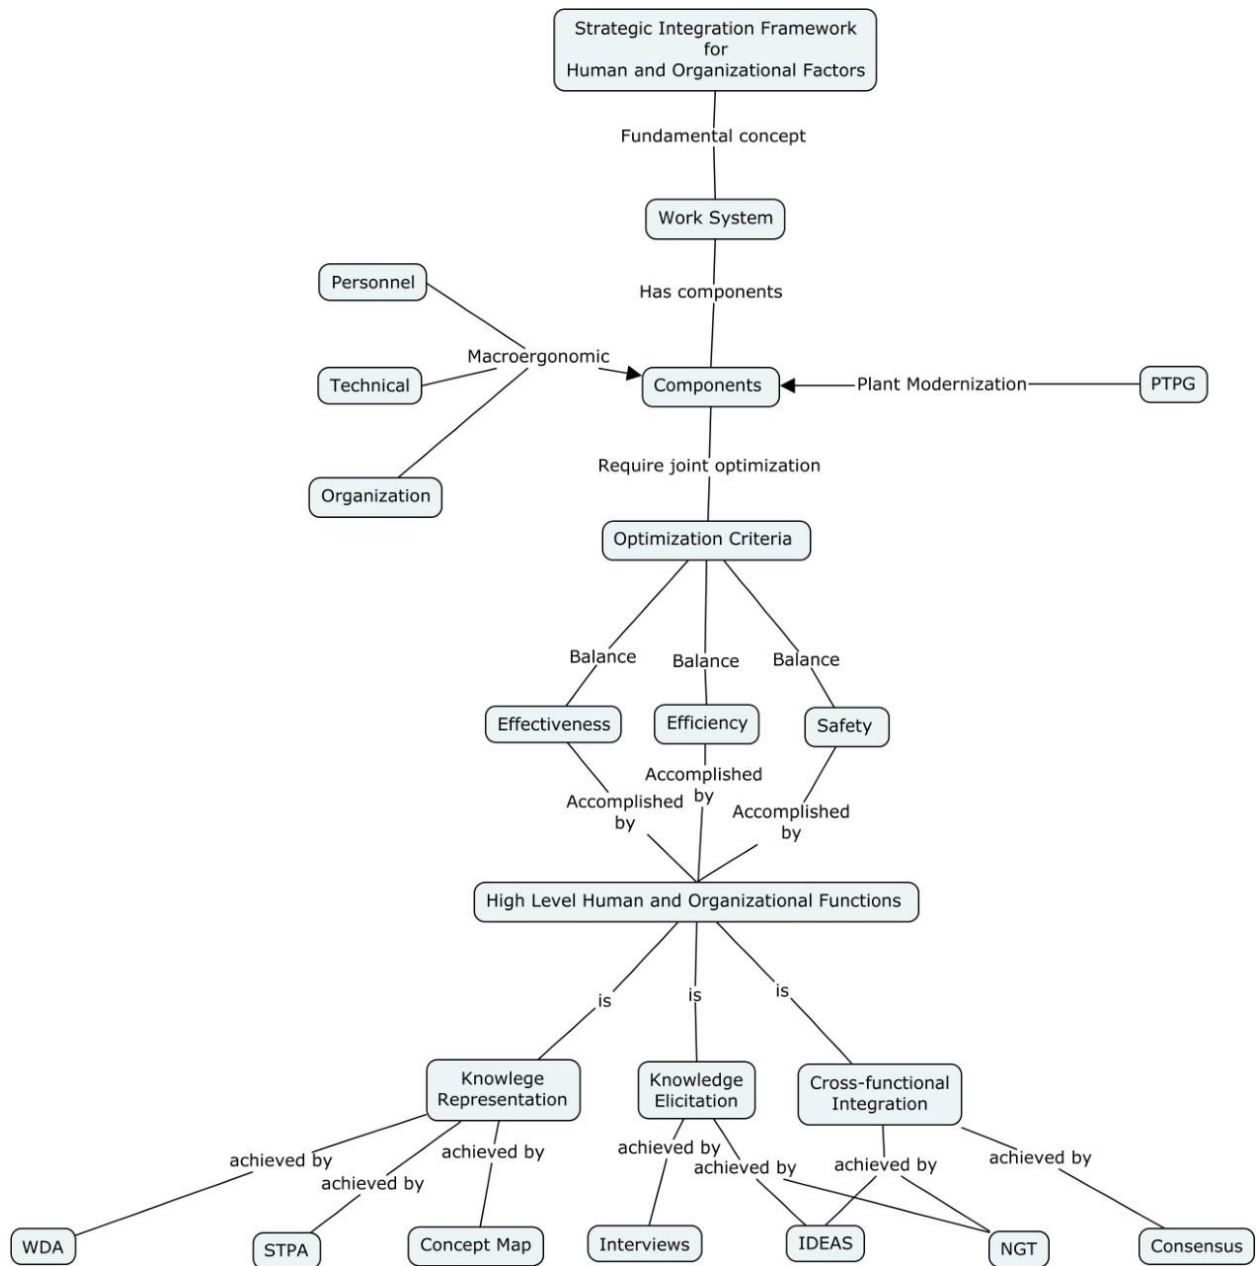 Strategic Integration Framework
for
Human and Organizational Factors
Fundamental concept
Work System
Has components
Personnel
Macroergonomic
Technical
Components
Plant Modernization
PTPG
Organization
Require joint optimization
Optimization Criteria
Balance
Balance
Balance
Effectiveness
Efficiency
Safety
Accomplished
by
Accomplished
by
Accomplished
by
High Level Human and Organizational Functions
is
is
is
Knowlege
Representation
Knowledge
Elicitation
Cross-functional
Integration
achieved by
achieved by
achieved by
achieved by
achieved by
achieved by
achieved by
WDA
STPA
Concept Map
Interviews
IDEAS
NGT
Consensus